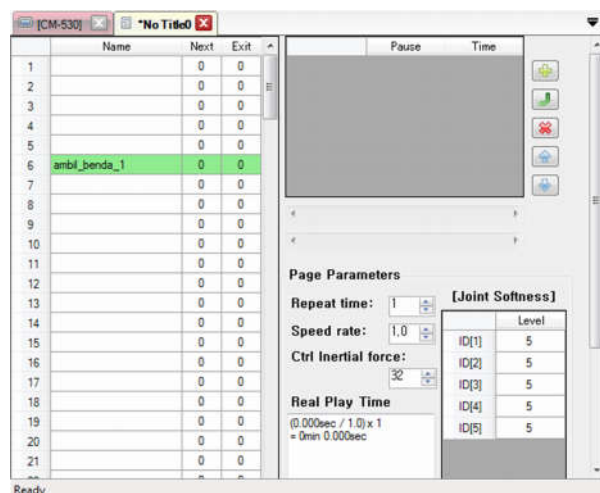 [CM-530] *No Title0
Name Next Exit
1 0 0
2 0 0
3 0 0
4 0 0
5 0 0
6 ambil_benda_1 0 0
7 0 0
8 0 0
9 0 0
10 0 0
11 0 0
12 0 0
13 0 0
14 0 0
15 0 0
16 0 0
17 0 0
18 0 0
19 0 0
20 0 0
21 0 0
Pause Time
Page Parameters
Repeat time: 1
Speed rate: 1,0
Ctrl Inertial force:
32
Real Play Time
(0.000sec / 1.0) x 1
= 0min 0.000sec
[Joint Softness]
Level
ID[1] 5
ID[2] 5
ID[3] 5
ID[4] 5
ID[5] 5
Ready